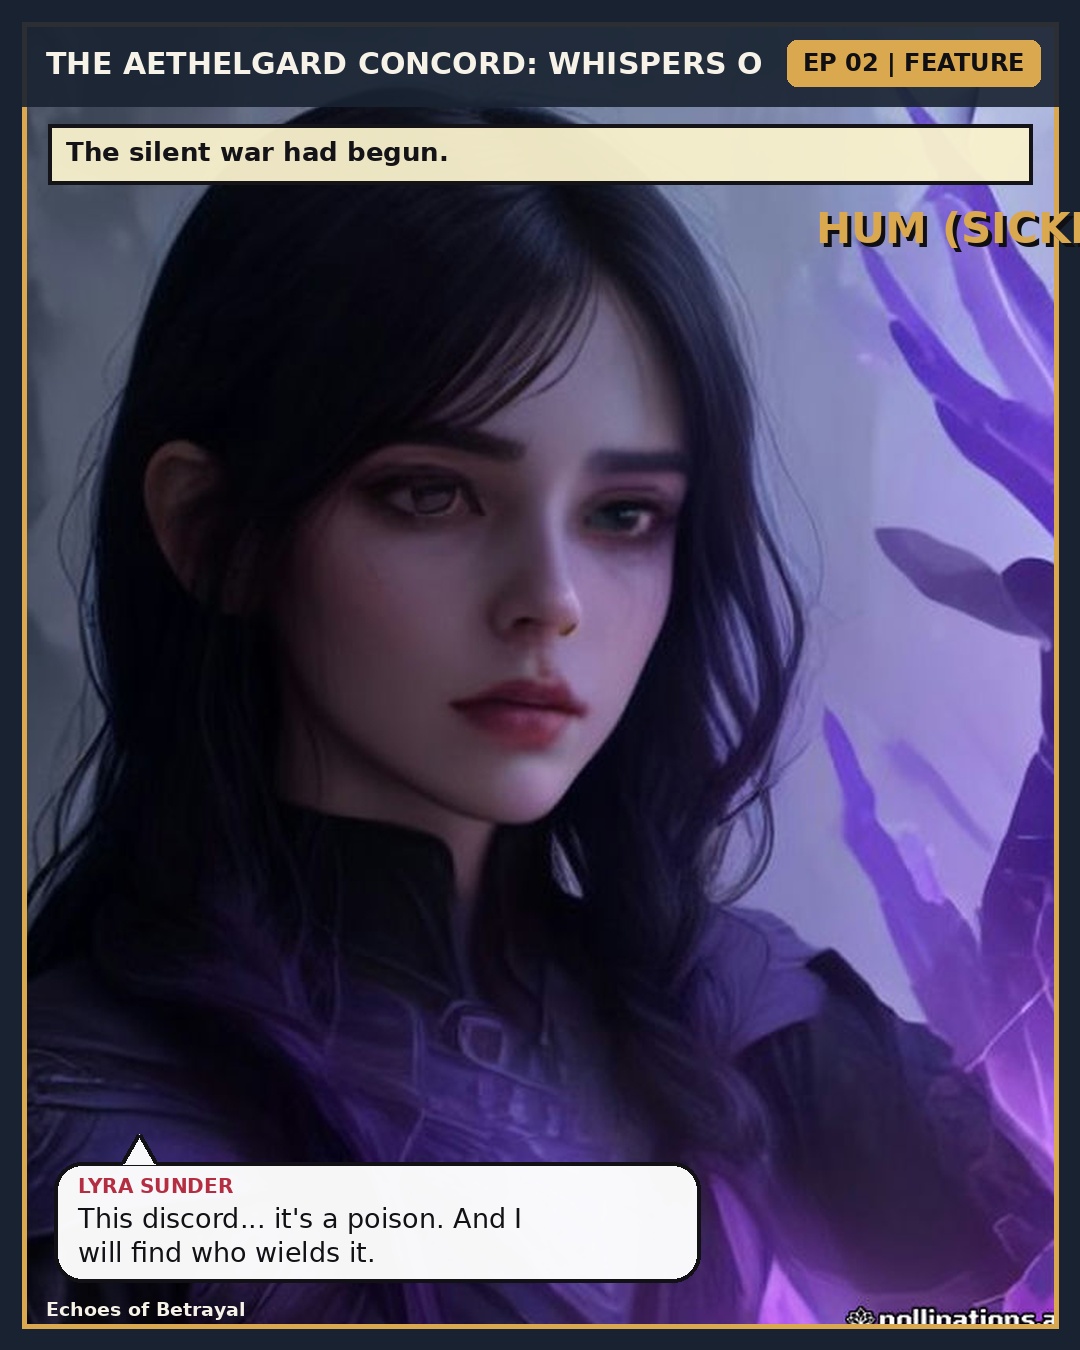 THE AETHELGARD CONCORD: WHISPERS O
EP 02 | FEATURE
The silent war had begun.
HUM (SICK
LYRA SUNDER
This discord... it's a poison. And I
will find who wields it.
Echoes of Betrayal
pollinations.a